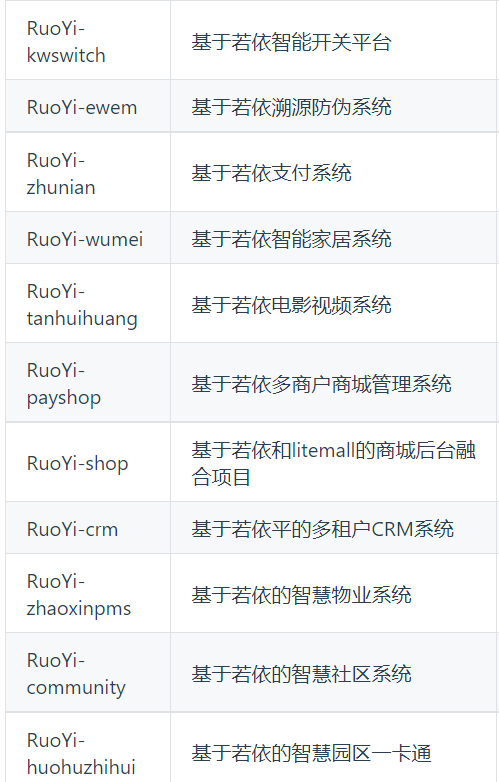 RuoYi-
kwswitch
基于若依智能开关平台
RuoYi-ewem
基于若依溯源防伪系统
RuoYi-
zhunian
基于若依支付系统
RuoYi-wumei
基于若依智能家居系统
RuoYi-
tanhuihuang
基于若依电影视频系统
RuoYi-
payshop
基于若依多商户商城管理系统
RuoYi-shop
基于若依和litemall的商城后台融
合项目
RuoYi-crm
基于若依平的多租户CRM系统
RuoYi-
zhaoxinpms
基于若依的智慧物业系统
RuoYi-
community
基于若依的智慧社区系统
RuoYi-
huohuzhihui
基于若依的智慧园区一卡通